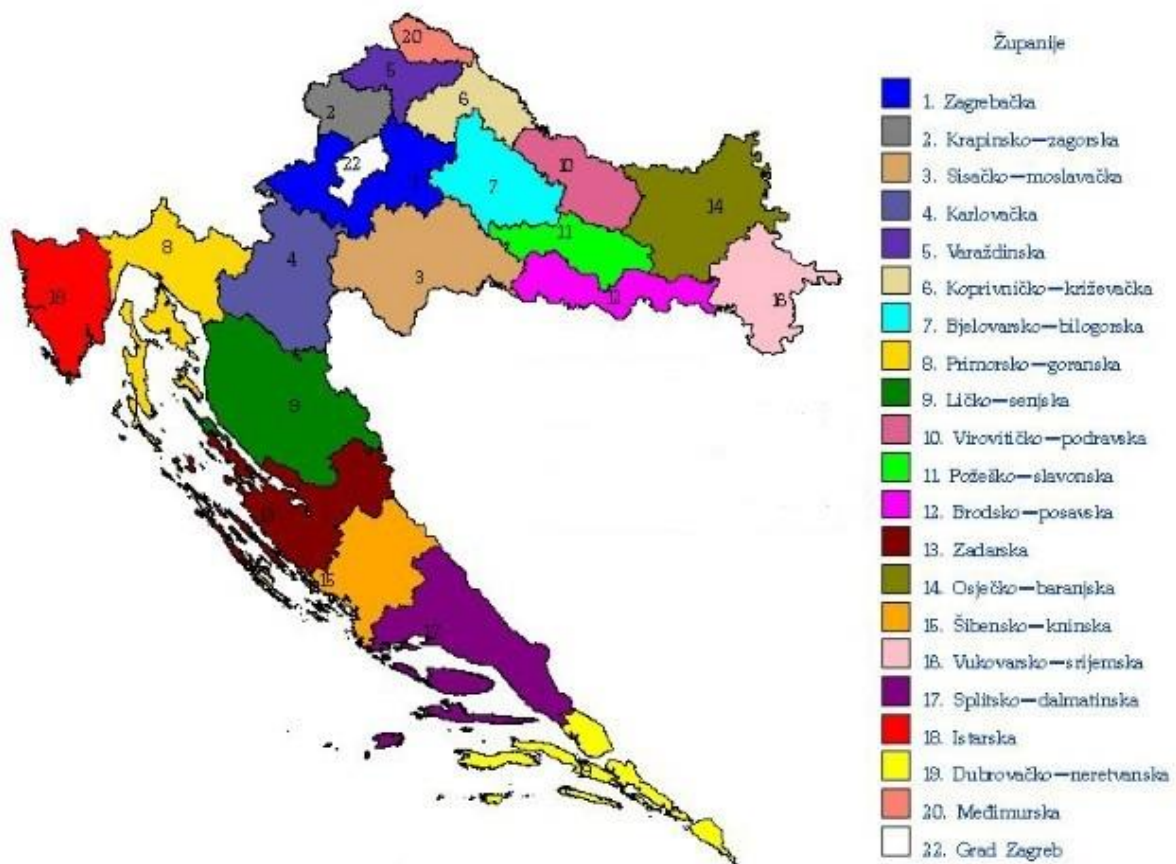 Županije
1. Zagrebačka
2. Krapinsko—zagorska
3. Sisačko—moslavačka
4. Karlovačka
5. Varaždinska
6. Koprivničko—križevačka
7. Bjelovarsko—bilogorska
8. Primorsko—goranska
9. Ličko—senjska
10. Virovitičko—podravska
11. Požeško—slavonska
12. Brodsko—posavska
13. Zadarska
14. Osječko—baranjska
15. Šibensko—kninska
16. Vukovarsko—srijemska
17. Splitsko—dalmatinska
18. Istarska
19. Dubrovačko—neretvanska
20. Međimurska
22. Grad Zagreb
20
5
6
2
22
1
10
7
14
11
8
4
3
12
18
16
9
13
15
17
19